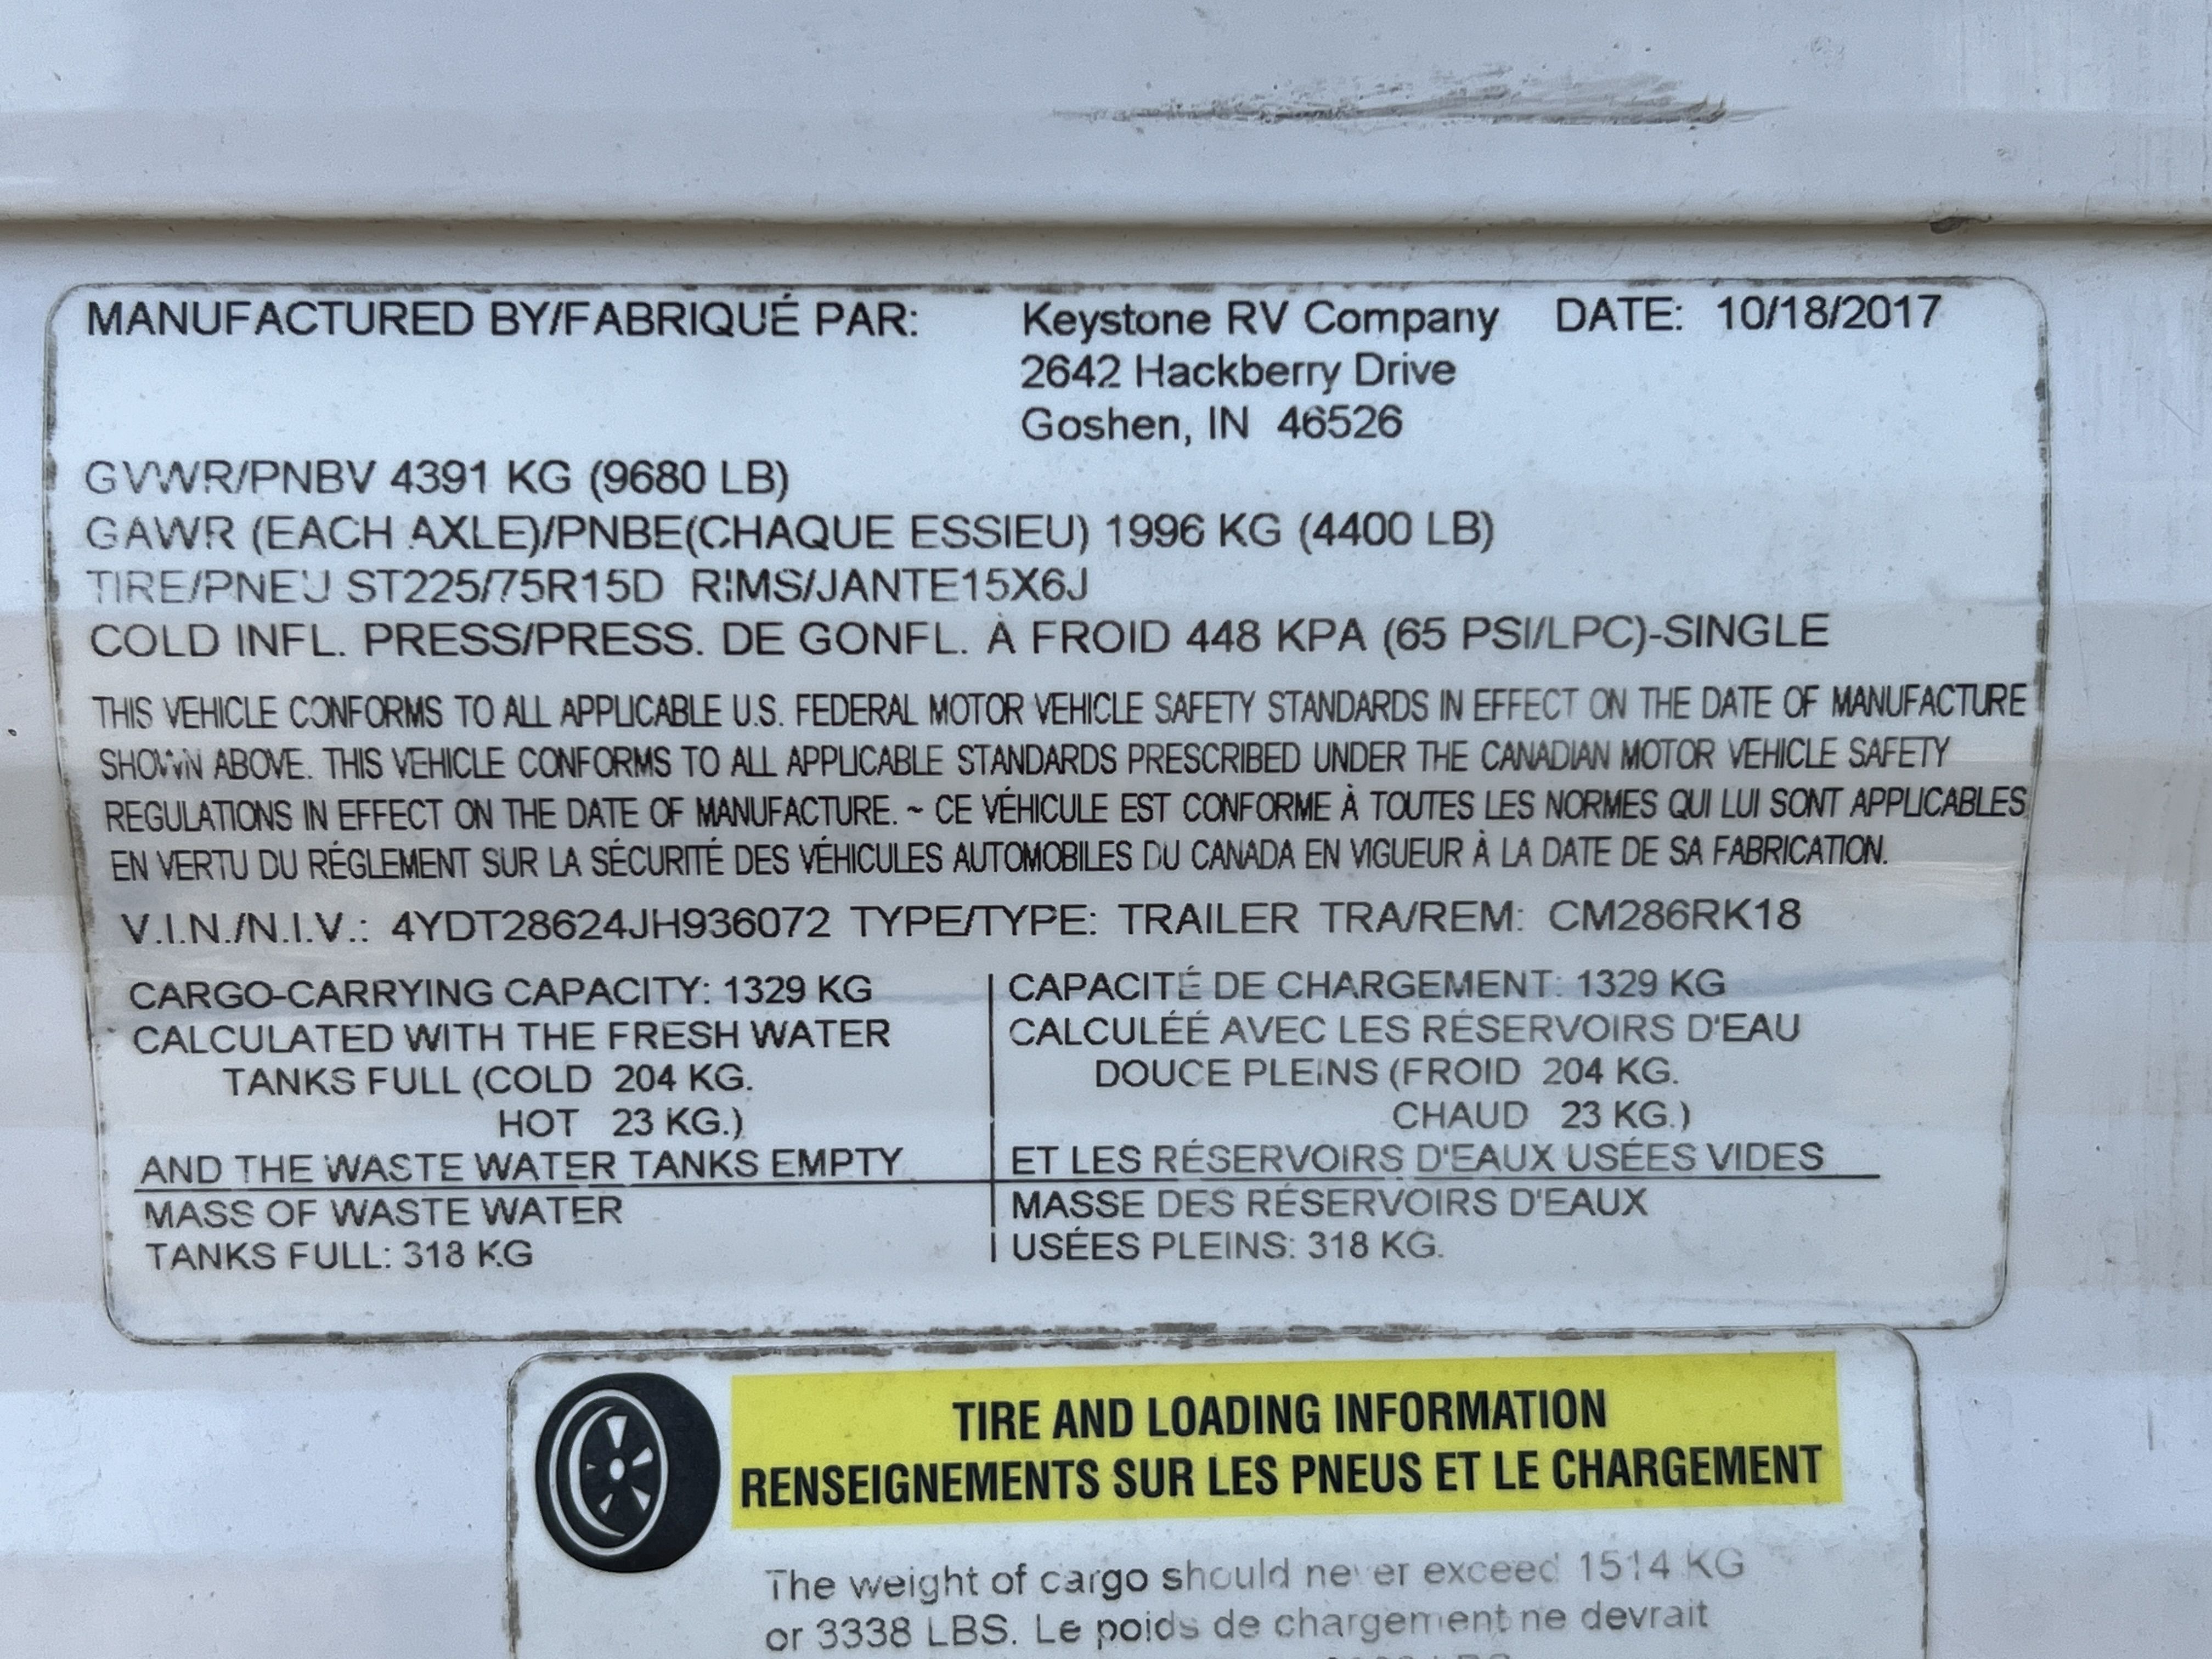 MANUFACTURED BY/FABRIQUÉ PAR: Keystone RV Company DATE: 10/18/2017
2642 Hackberry Drive
Goshen, IN 46526
GVWR/PNBV 4391 KG (9680 LB)
GAWR (EACH AXLE)/PNBE(CHAQUE ESSIEU) 1996 KG (4400 LB)
TIRE/PNEU ST225/75R15D RIMS/JANTE15X6J
COLD INFL. PRESS/PRESS. DE GONFL. À FROID 448 KPA (65 PSI/LPC)-SINGLE
THIS VEHICLE CONFORMS TO ALL APPLICABLE U.S. FEDERAL MOTOR VEHICLE SAFETY STANDARDS IN EFFECT ON THE DATE OF MANUFACTURE
SHOWN ABOVE. THIS VEHICLE CONFORMS TO ALL APPLICABLE STANDARDS PRESCRIBED UNDER THE CANADIAN MOTOR VEHICLE SAFETY
REGULATIONS IN EFFECT ON THE DATE OF MANUFACTURE. ~ CE VÉHICULE EST CONFORME À TOUTES LES NORMES QUI LUI SONT APPLICABLES
EN VERTU DU RÉGLEMENT SUR LA SÉCURITÉ DES VÉHICULES AUTOMOBILES DU CANADA EN VIGUEUR À LA DATE DE SA FABRICATION.
V.I.N./N.I.V.: 4YDT28624JH936072 TYPE/TYPE: TRAILER TRA/REM: CM286RK18
CARGO-CARRYING CAPACITY: 1329 KG
CALCULATED WITH THE FRESH WATER
TANKS FULL (COLD 204 KG.
HOT 23 KG.)
AND THE WASTE WATER TANKS EMPTY
MASS OF WASTE WATER
TANKS FULL: 318 KG
CAPACITÉ DE CHARGEMENT: 1329 KG
CALCULÉÉ AVEC LES RÉSERVOIRS D'EAU
DOUCE PLEINS (FROID 204 KG.
CHAUD 23 KG.)
ET LES RÉSERVOIRS D'EAUX USÉES VIDES
MASSE DES RÉSERVOIRS D'EAUX
USÉES PLEINS: 318 KG.
TIRE AND LOADING INFORMATION
RENSEIGNEMENTS SUR LES PNEUS ET LE CHARGEMENT
The weight of cargo should never exceed 1514 KG
or 3338 LBS. Le poids de chargement ne devrait